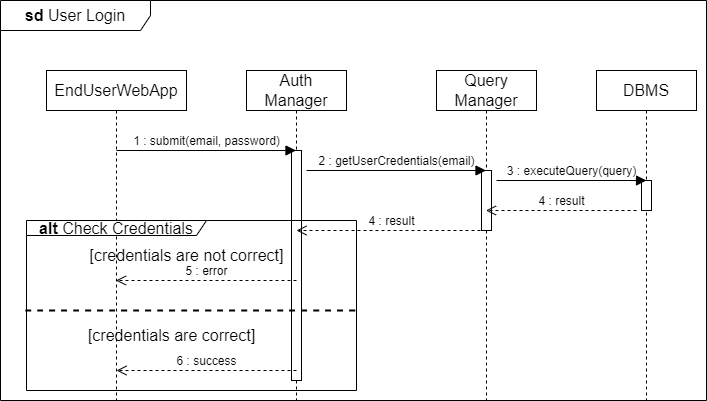 sd User Login
EndUserWebApp
Auth
Manager
Query
Manager
DBMS
1 : submit(email, password)
2 : getUserCredentials(email)
3 : executeQuery(query)
4 : result
4 : result
alt Check Credentials
[credentials are not correct]
5 : error
[credentials are correct]
6 : success